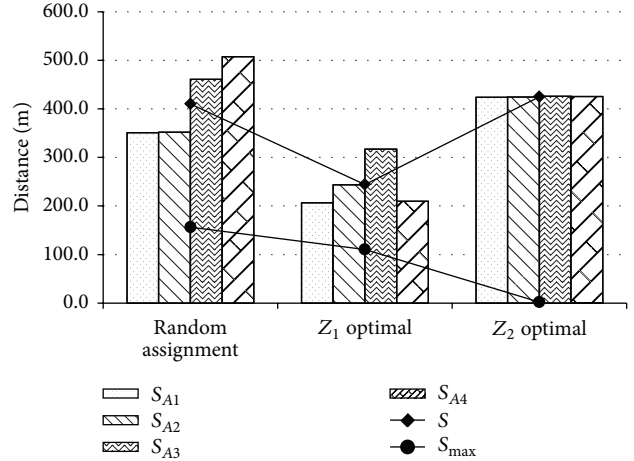 600.0
500.0
400.0
300.0
200.0
100.0
0.0
Distance (m)
Random
assignment
Z1 optimal
Z2 optimal
SA1
SA2
SA3
SA4
S
Smax